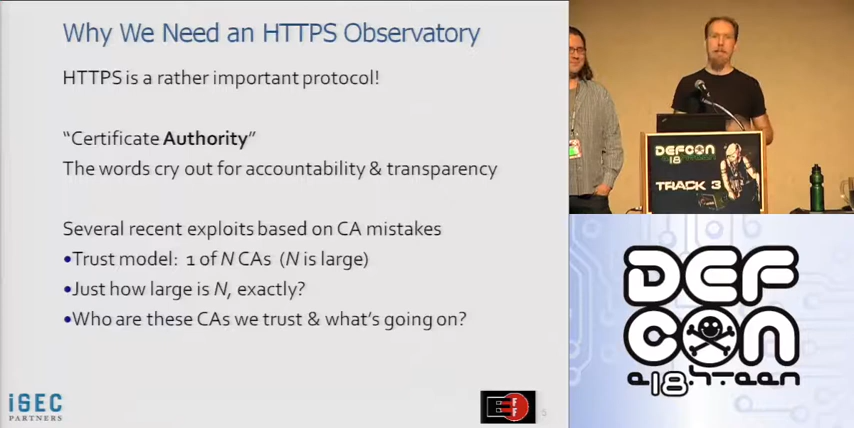 Why We Need an HTTPS Observatory
HTTPS is a rather important protocol!
“Certificate Authority”
The words cry out for accountability & transparency
Several recent exploits based on CA mistakes
•Trust model: 1 of N CAs (N is large)
•Just how large is N, exactly?
•Who are these CAs we trust & what's going on?
iSEC
PARTNERS
EFF
DEFCON
18
TRACK 3
DEF
CON
e.18.h.teen